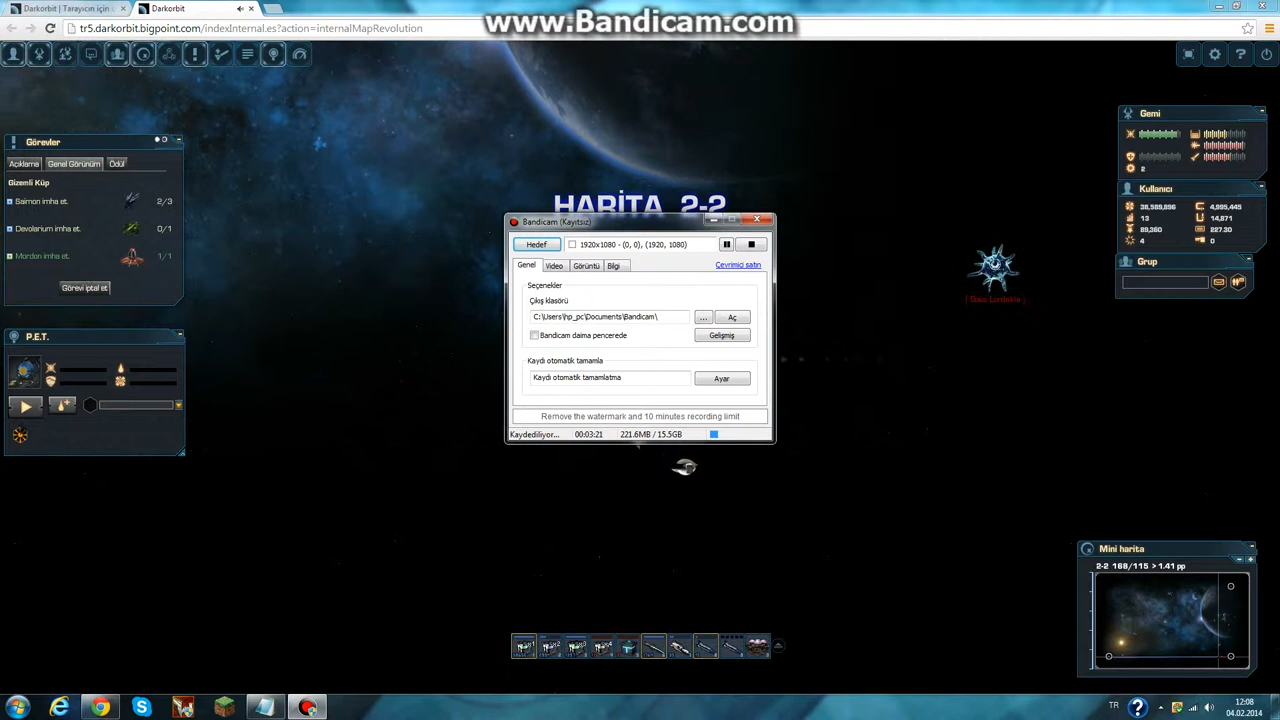 Darkorbit | Tarayıcın için
Darkorbit
www.Bandicam.com
tr5.darkorbit.bigpoint.com/indexInternal.es?action=internalMapRevolution
Görevler
Açıklama Genel Görünüm Ödül
Gizemli Küp
Saimon imha et. 2/3
0/1
Mordon imha et. 1/1
Görevi iptal et
P.E.T.
HARİTA 2-2
Bandicam (Kayıtsız)
Hedef 1920x1080 - (0, 0), (1920, 1080)
Genel Video Görüntü Bilgi Çevrimiçi satın
Seçenekler
Çıkış klasörü
C:\Users\hp_pc\Documents\Bandicam\ ... Aç
Bandicam daima pencerede Gelişmiş
Kaydı otomatik tamamla
Kaydı otomatik tamamlatma Ayar
Remove the watermark and 10 minutes recording limit
Kaydediliyor... 00:03:21 221.6MB / 15.5GB
Gemi
2
Kullanıcı
38,589,896 4,995,445
13 14,871
89,360 227.30
4 0
Grup
Mini harita
2-2 168/115 > 1.41 pp
TR
12:08
04.02.2014